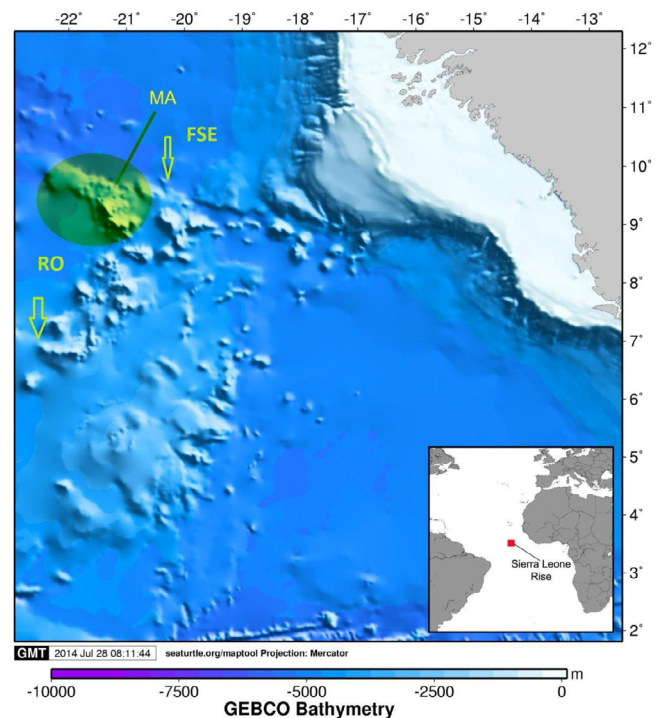 -22° -21° -20° -19° -18° -17° -16° -15° -14° -13°
12°
11°
MA
FSE
10°
9°
RO
8°
7°
6°
5°
4°
Sierra Leone
Rise
3°
2°
GMT 2014 Jul 28 08:11:44 seaturtle.org/maptool Projection: Mercator
m
-10000 -7500 -5000 -2500 0
GEBCO Bathymetry